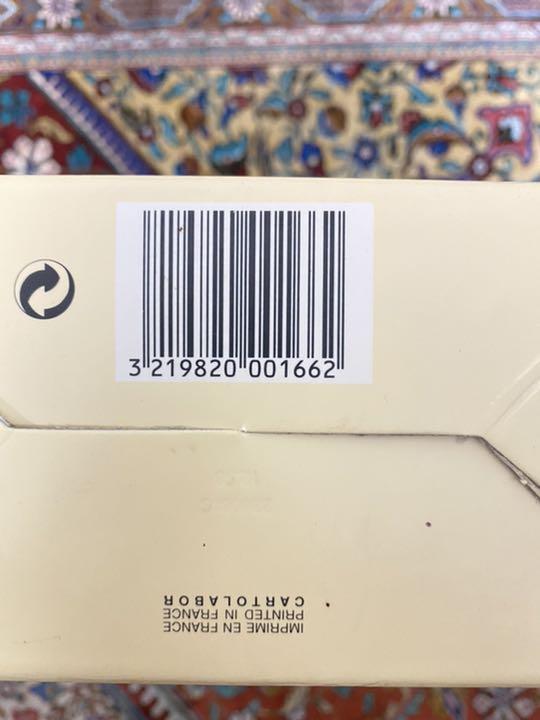 3 219820 001662
IMPRIME EN FRANCE
PRINTED IN FRANCE
CARTOLABOR